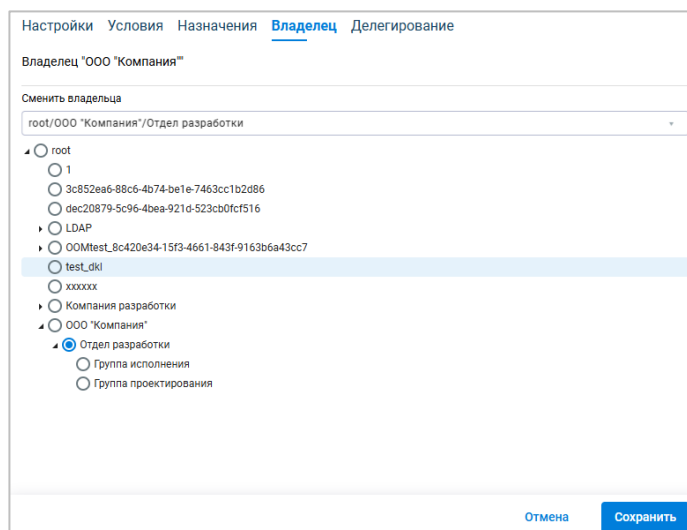 Настройки Условия Назначения Владелец Делегирование
Владелец "ООО "Компания""
Сменить владельца
root/ООО "Компания"/Отдел разработки
root
1
3c852ea6-88c6-4b74-be1e-7463cc1b2d86
dec20879-5c96-4bea-921d-523cb0fcf516
LDAP
OOMtest_8c420e34-15f3-4661-843f-9163b6a43cc7
test_dkl
xxxxxx
Компания разработки
ООО "Компания"
Отдел разработки
Группа исполнения
Группа проектирования
Отмена Сохранить